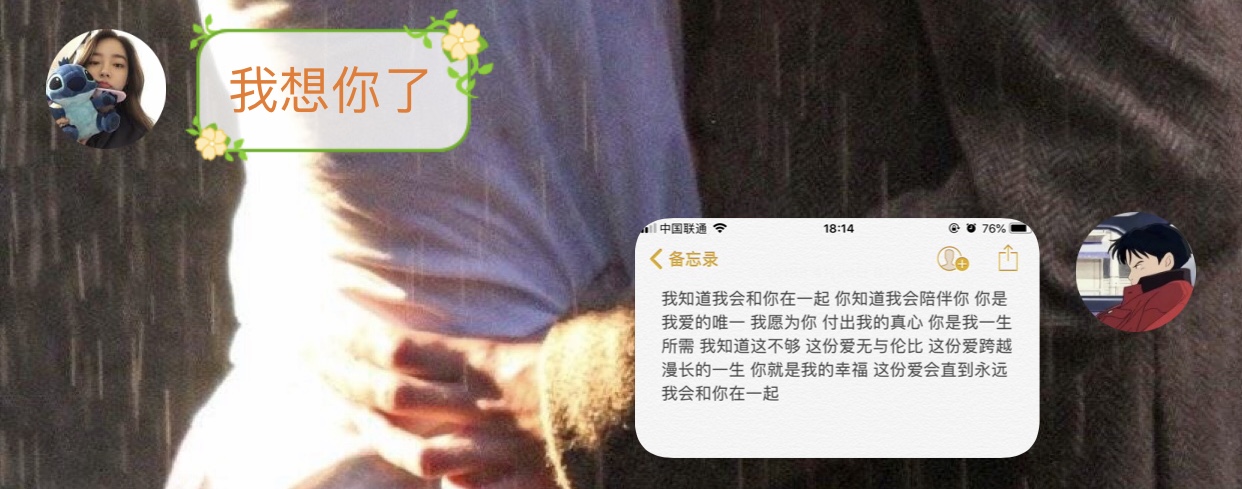 我想你了
中国联通 18:14 76%
备忘录
我知道我会和你在一起 你知道我会陪伴你 你是
我爱的唯一 我愿为你 付出我的真心 你是我一生
所需 我知道这不够 这份爱无与伦比 这份爱跨越
漫长的一生 你就是我的幸福 这份爱会直到永远
我会和你在一起